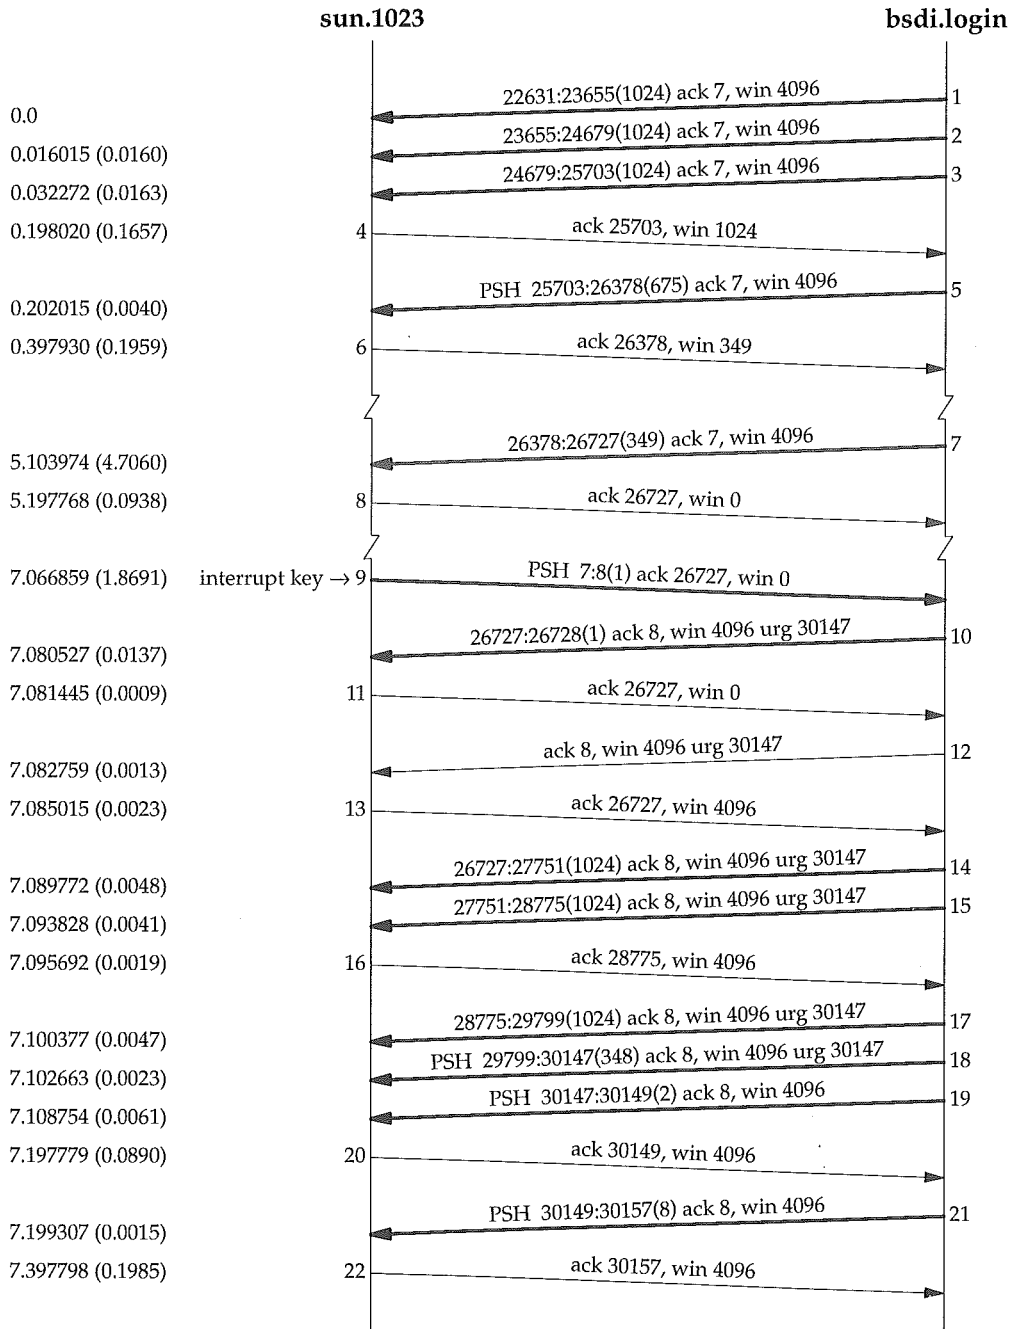 sun.1023 bsdi.login
22631:23655(1024) ack 7, win 4096 1
0.0
23655:24679(1024) ack 7, win 4096 2
0.016015 (0.0160)
24679:25703(1024) ack 7, win 4096 3
0.032272 (0.0163)
0.198020 (0.1657) 4 ack 25703, win 1024
PSH 25703:26378(675) ack 7, win 4096 5
0.202015 (0.0040)
0.397930 (0.1959) 6 ack 26378, win 349
26378:26727(349) ack 7, win 4096 7
5.103974 (4.7060)
5.197768 (0.0938) 8 ack 26727, win 0
7.066859 (1.8691) interrupt key → 9 PSH 7:8(1) ack 26727, win 0
26727:26728(1) ack 8, win 4096 urg 30147 10
7.080527 (0.0137)
7.081445 (0.0009) 11 ack 26727, win 0
ack 8, win 4096 urg 30147 12
7.082759 (0.0013)
7.085015 (0.0023) 13 ack 26727, win 4096
26727:27751(1024) ack 8, win 4096 urg 30147 14
7.089772 (0.0048)
27751:28775(1024) ack 8, win 4096 urg 30147 15
7.093828 (0.0041)
7.095692 (0.0019) 16 ack 28775, win 4096
28775:29799(1024) ack 8, win 4096 urg 30147 17
7.100377 (0.0047)
PSH 29799:30147(348) ack 8, win 4096 urg 30147 18
7.102663 (0.0023)
PSH 30147:30149(2) ack 8, win 4096 19
7.108754 (0.0061)
7.197779 (0.0890) 20 ack 30149, win 4096
PSH 30149:30157(8) ack 8, win 4096 21
7.199307 (0.0015)
7.397798 (0.1985) 22 ack 30157, win 4096